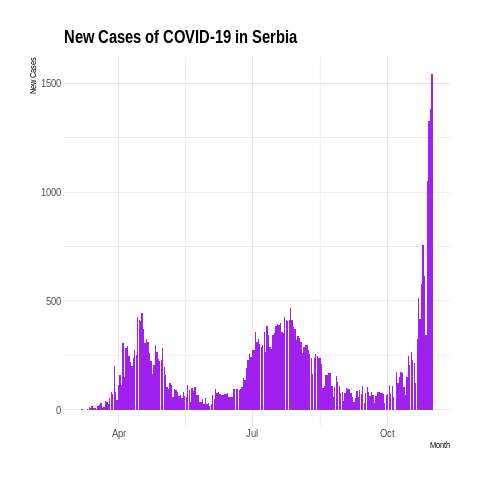 New Cases of COVID-19 in Serbia
New Cases
1500
1000
500
0
Apr
Jul
Oct
Month